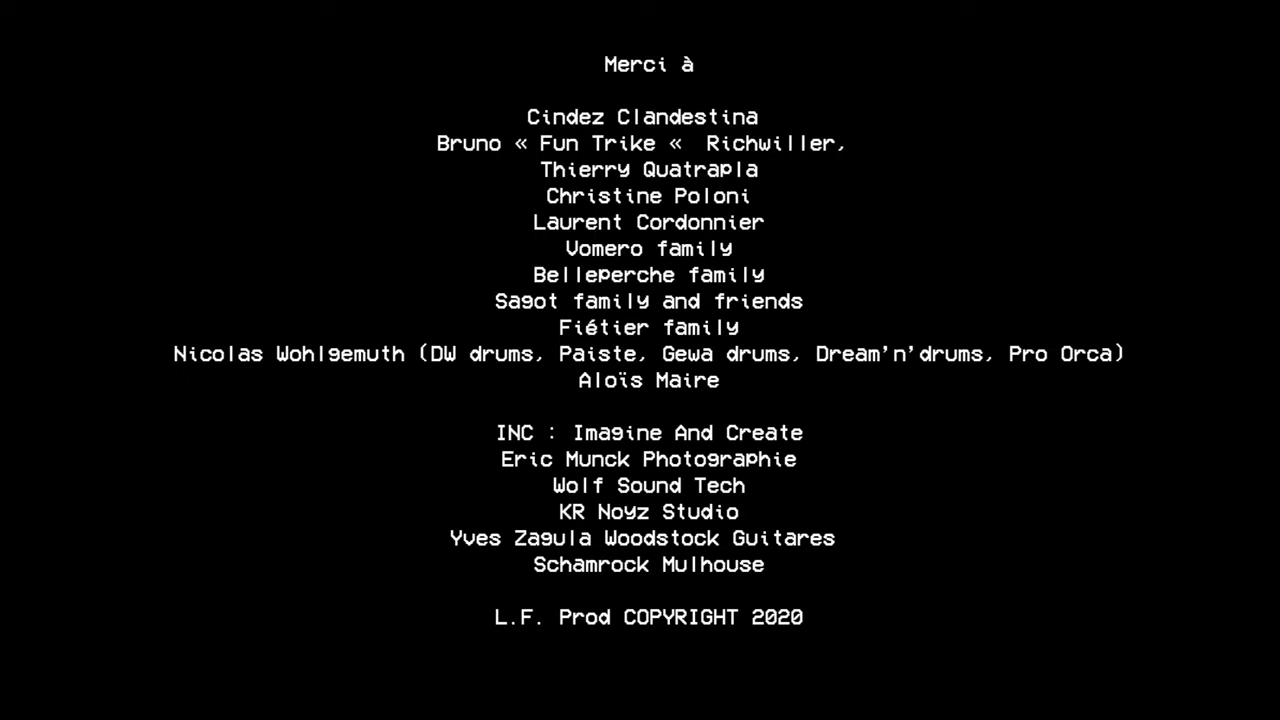 Merci à
Cindez Clandestina
Bruno « Fun Trike «  Richwiller,
Thierry Quatrapla
Christine Poloni
Laurent Cordonnier
Vomero family
Belleperche family
Sagot family and friends
Fiétier family
Nicolas Wohlgemuth (DW drums, Paiste, Gewa drums, Dream'n'drums, Pro Orca)
Aloïs Maire
INC : Imagine And Create
Eric Munck Photographie
Wolf Sound Tech
KR Noyz Studio
Yves Zagula Woodstock Guitares
Schamrock Mulhouse
L.F. Prod COPYRIGHT 2020